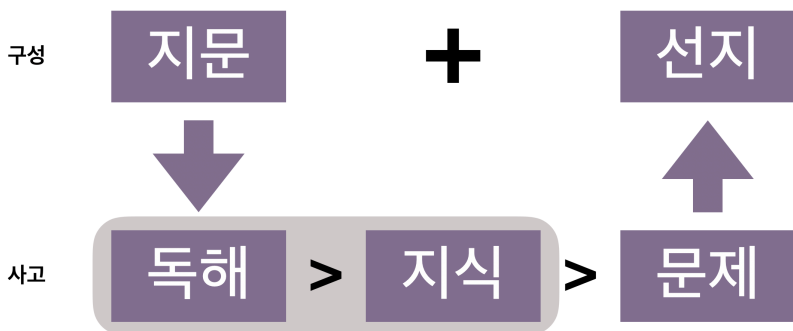 구성 지문 + 선지
사고 독해 > 지식 > 문제